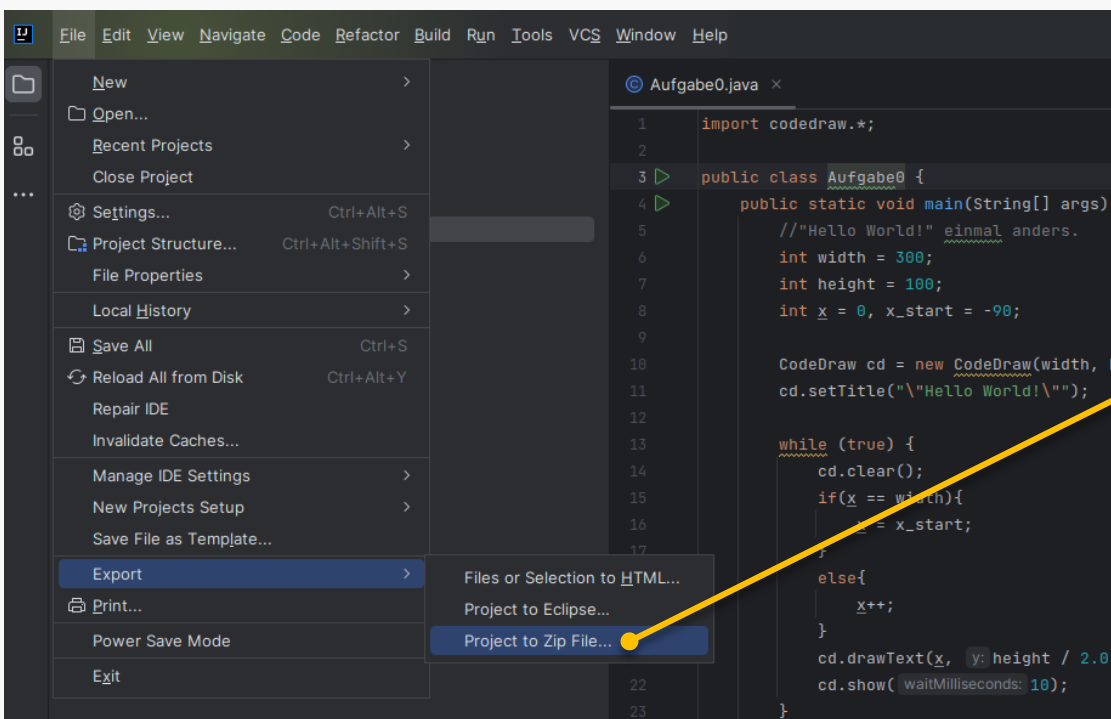 IJ File Edit View Navigate Code Refactor Build Run Tools VCS Window Help
New
Open...
Recent Projects
Close Project
Settings... Ctrl+Alt+S
Project Structure... Ctrl+Alt+Shift+S
File Properties
Local History
Save All Ctrl+S
Reload All from Disk Ctrl+Alt+Y
Repair IDE
Invalidate Caches...
Manage IDE Settings
New Projects Setup
Save File as Template...
Export
Print...
Power Save Mode
Exit
Files or Selection to HTML...
Project to Eclipse...
Project to Zip File...
Aufgabe0.java
1 import codedraw.*;
2
3 public class Aufgabe0 {
4 public static void main(String[] args)
5 //"Hello World!" einmal anders.
6 int width = 300;
7 int height = 100;
8 int x = 0, x_start = -90;
9
10 CodeDraw cd = new CodeDraw(width,
11 cd.setTitle("\"Hello World!\"");
12
13 while (true) {
14 cd.clear();
15 if(x == width){
16 x = x_start;
17 }
else{
x++;
}
cd.drawText(x, y: height / 2.0
22 cd.show( waitMilliseconds: 10);
23 }